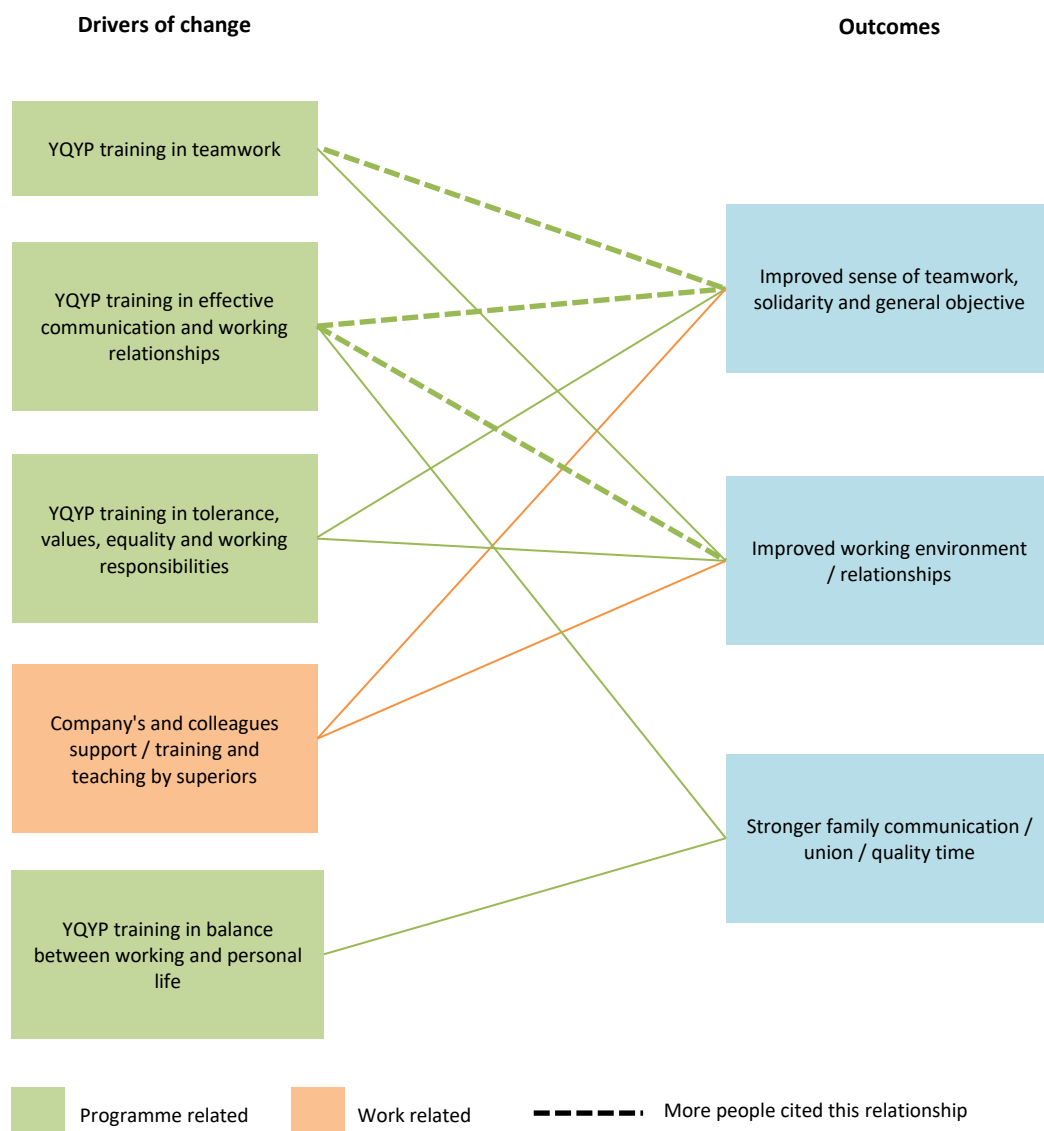 Drivers of change
Outcomes
YQYP training in teamwork
YQYP training in effective
communication and working
relationships
YQYP training in tolerance,
values, equality and working
responsibilities
Company's and colleagues
support / training and
teaching by superiors
YQYP training in balance
between working and personal
life
Improved sense of teamwork,
solidarity and general objective
Improved working environment
/ relationships
Stronger family communication /
union / quality time
Programme related
Work related
More people cited this relationship